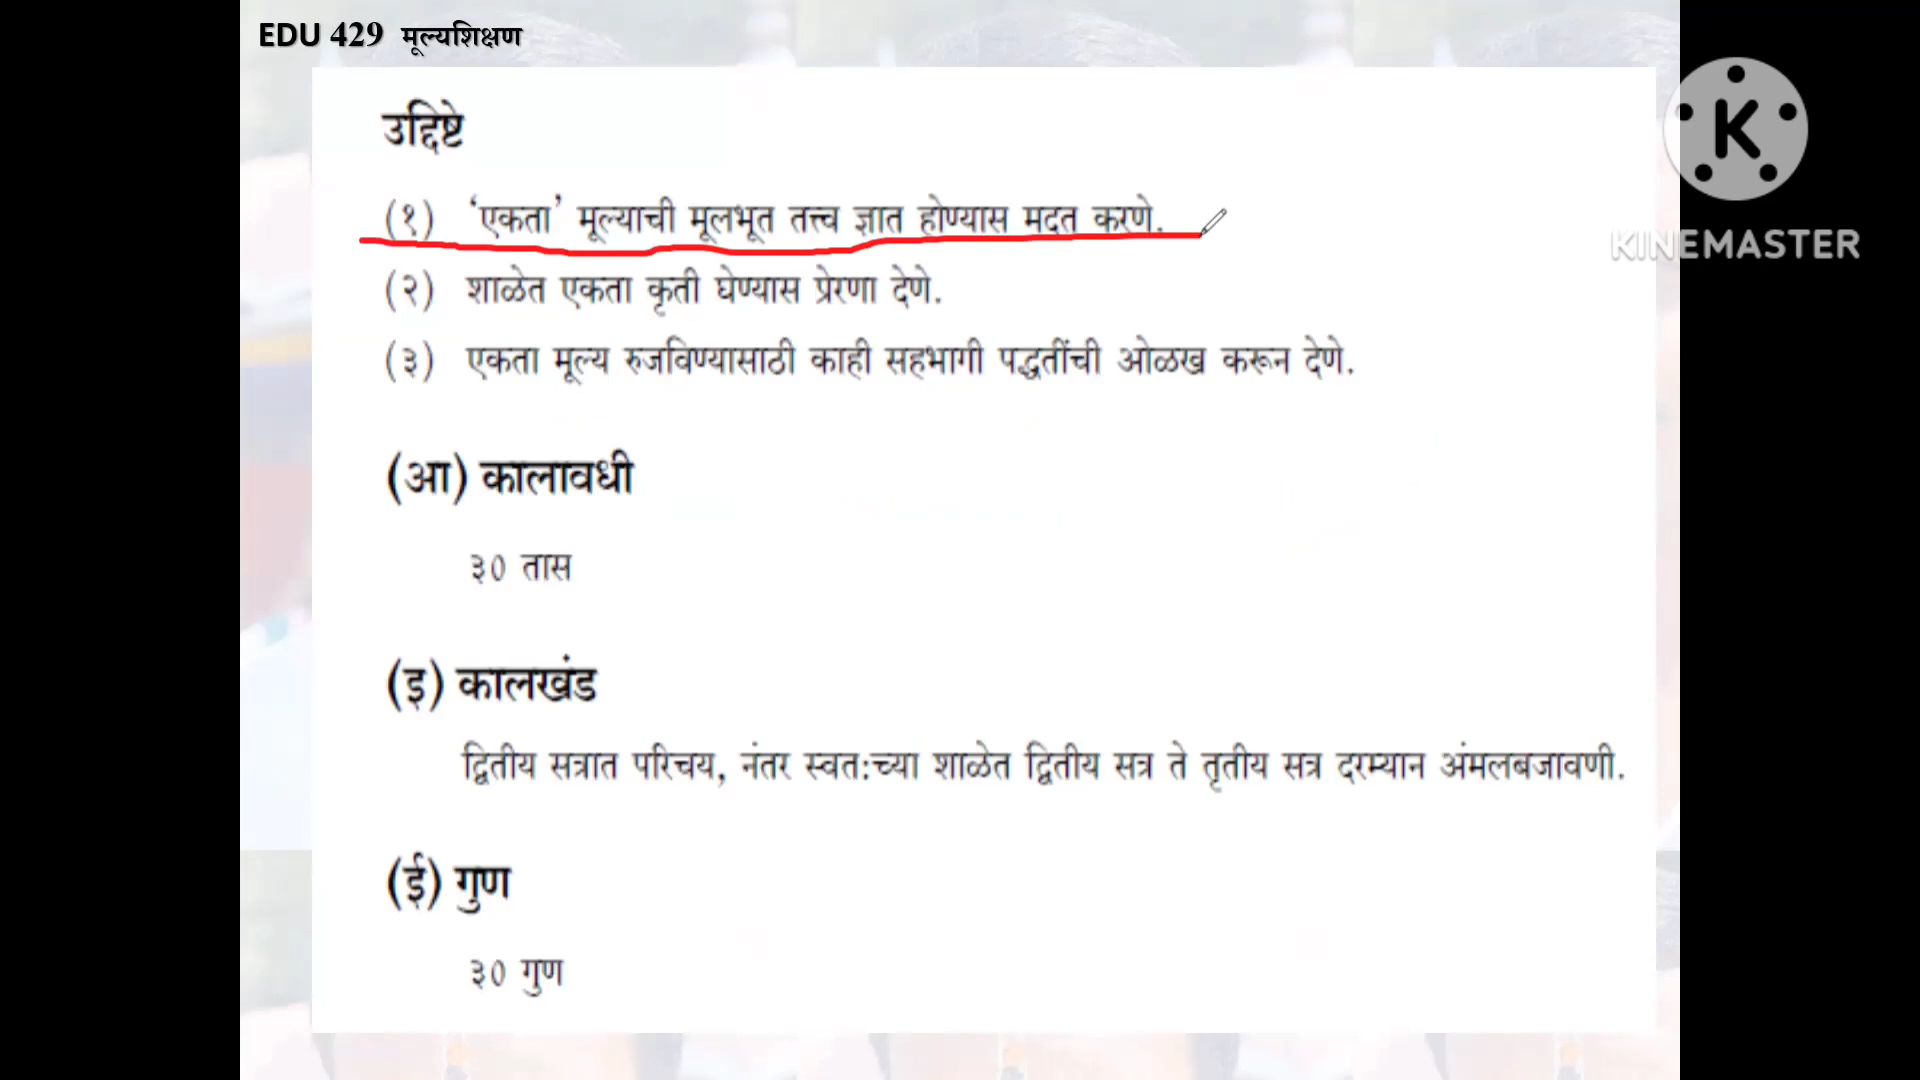 EDU 429 मूल्यशिक्षण
उद्दिष्टे
(१) ‘एकता’ मूल्याची मूलभूत तत्त्व ज्ञात होण्यास मदत करणे.
(२) शाळेत एकता कृती घेण्यास प्रेरणा देणे.
(३) एकता मूल्य रुजविण्यासाठी काही सहभागी पद्धतींची ओळख करून देणे.
(आ) कालावधी
३० तास
(इ) कालखंड
द्वितीय सत्रात परिचय, नंतर स्वतःच्या शाळेत द्वितीय सत्र ते तृतीय सत्र दरम्यान अंमलबजावणी.
(ई) गुण
३० गुण
K
KINEMASTER